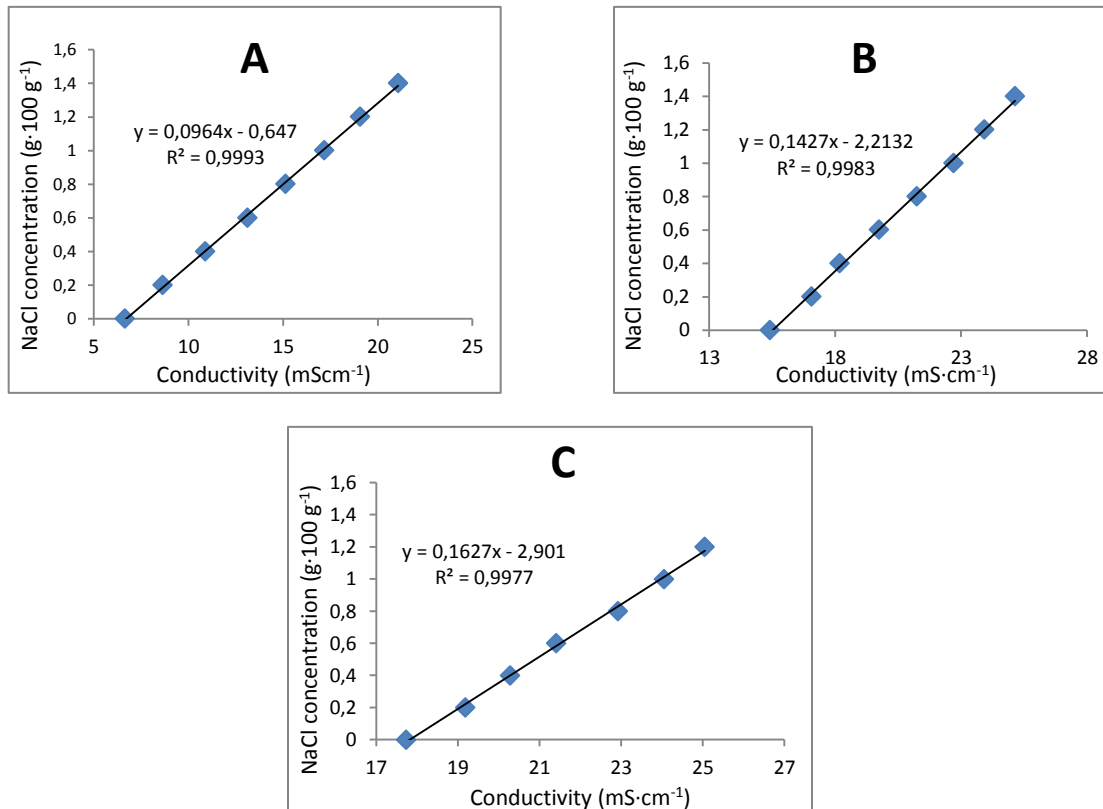 A
NaCl concentration (g·100 g⁻¹)
1,6
1,4
1,2
1
0,8
0,6
0,4
0,2
0
y = 0,0964x - 0,647
R² = 0,9993
5 10 15 20 25
Conductivity (mScm⁻¹)
B
NaCl concentration (g·100 g⁻¹)
1,6
1,4
1,2
1
0,8
0,6
0,4
0,2
0
y = 0,1427x - 2,2132
R² = 0,9983
13 18 23 28
Conductivity (mS·cm⁻¹)
C
NaCl concentration (g·100 g⁻¹)
1,6
1,4
1,2
1
0,8
0,6
0,4
0,2
0
y = 0,1627x - 2,901
R² = 0,9977
17 19 21 23 25 27
Conductivity (mS·cm⁻¹)